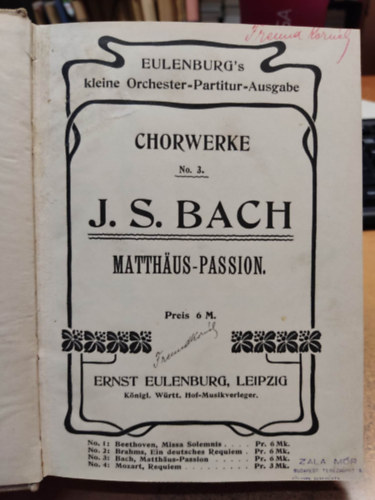 EULENBURG's
kleine Orchester-Partitur-Ausgabe
CHORWERKE
No. 3.
J. S. BACH
MATTHÄUS-PASSION.
Preis 6 M.
ERNST EULENBURG, LEIPZIG
Königl. Württ. Hof-Musikverleger.
No. 1: Beethoven, Missa Solemnis . . . . Pr. 6 Mk.
No. 2: Brahms, Ein deutsches Requiem . Pr. 6 Mk.
No. 3: Bach, Matthäus-Passion . . . . . Pr. 6 Mk.
No. 4: Mozart, Requiem . . . . . . . . Pr. 3 Mk.
ZALA MÓR